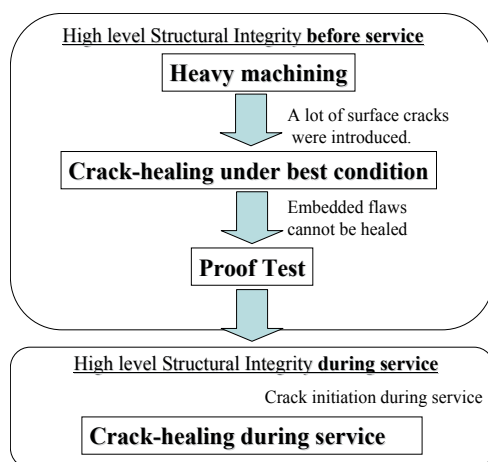 High level Structural Integrity before service
Heavy machining
A lot of surface cracks
were introduced.
Crack-healing under best condition
Embedded flaws
cannot be healed
Proof Test
High level Structural Integrity during service
Crack initiation during service
Crack-healing during service